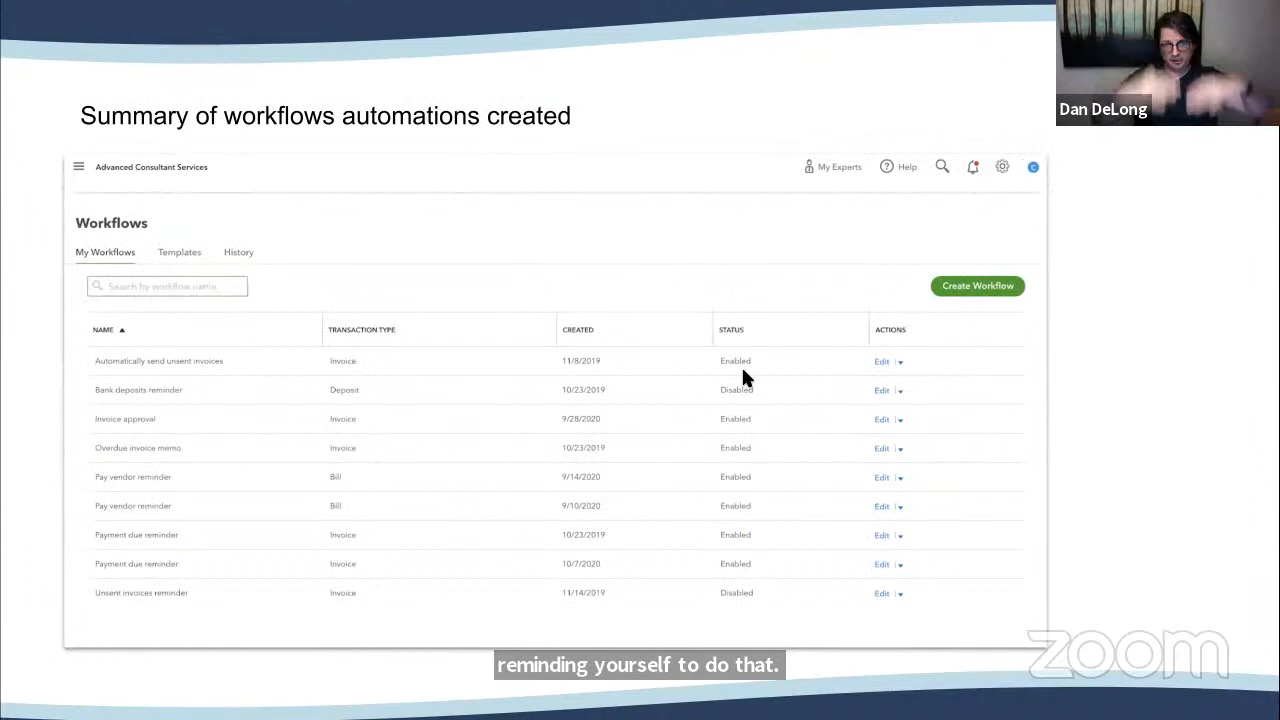 Dan DeLong
Summary of workflows automations created
Advanced Consultant Services
My Experts
Help
C
Workflows
My Workflows Templates History
Search by workflow name
Create Workflow
NAME TRANSACTION TYPE CREATED STATUS ACTIONS
Automatically send unsent invoices Invoice 11/8/2019 Enabled Edit
Bank deposits reminder Deposit 10/23/2019 Disabled Edit
Invoice approval Invoice 9/28/2020 Enabled Edit
Overdue invoice memo Invoice 10/23/2019 Enabled Edit
Pay vendor reminder Bill 9/14/2020 Enabled Edit
Pay vendor reminder Bill 9/10/2020 Enabled Edit
Payment due reminder Invoice 10/23/2019 Enabled Edit
Payment due reminder Invoice 10/7/2020 Enabled Edit
Unsent invoices reminder Invoice 11/14/2019 Disabled Edit
zoom
reminding yourself to do that.